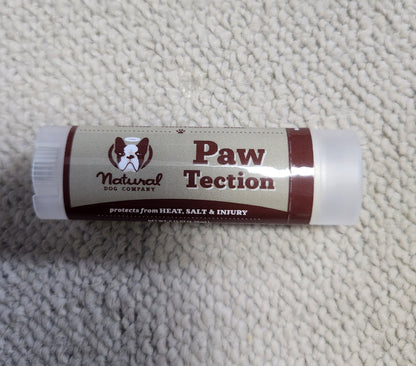 Natural
DOG COMPANY
Paw
Tection
protects from HEAT, SALT & INJURY